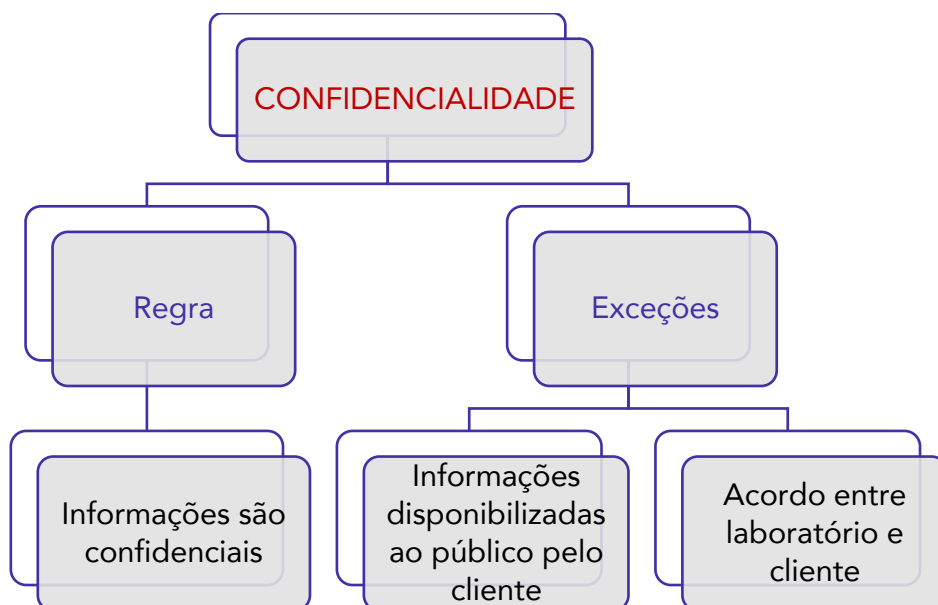 CONFIDENCIALIDADE
Regra
Exceções
Informações são
confidenciais
Informações
disponibilizadas
ao público pelo
cliente
Acordo entre
laboratório e
cliente